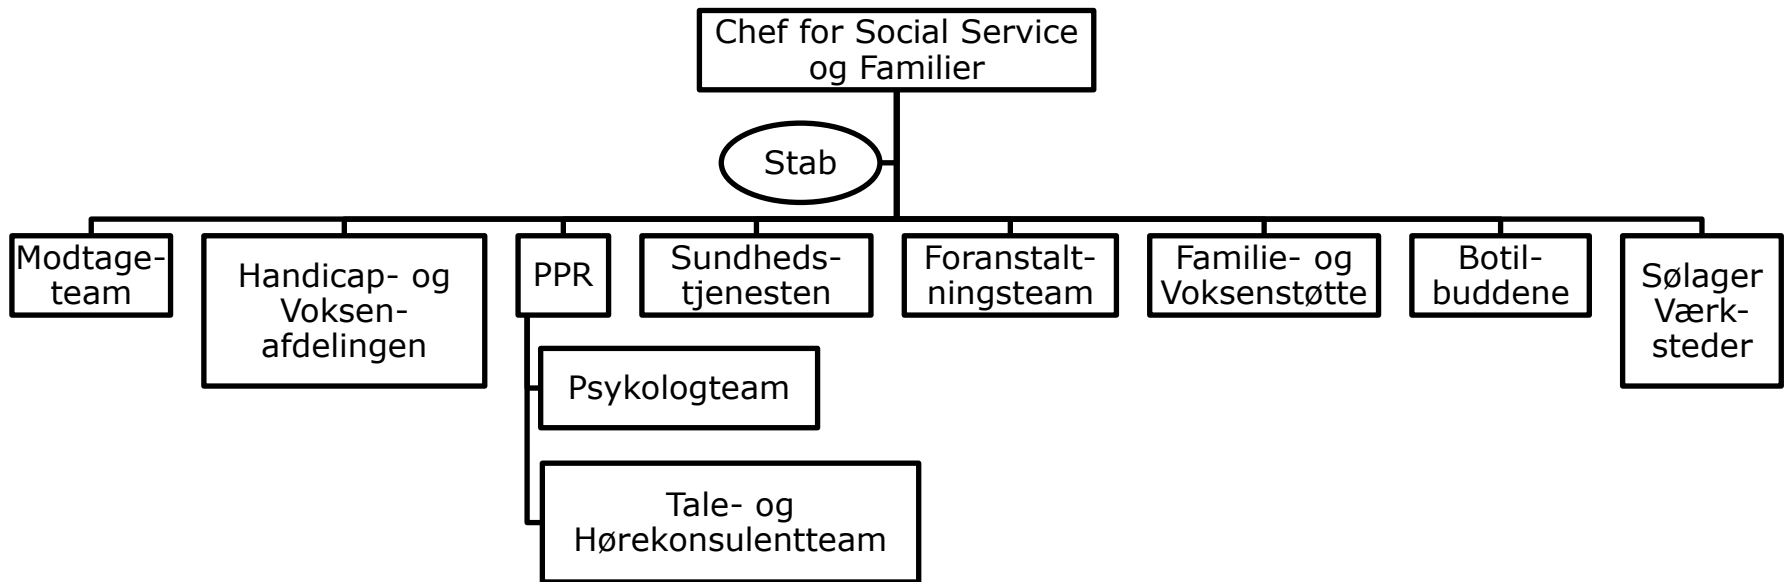 Chef for Social Service
og Familier
Stab
Modtage-
team
Handicap- og
Voksen-
afdelingen
PPR
Sundheds-
tjenesten
Foranstalt-
ningsteam
Familie- og
Voksenstøtte
Botil-
buddene
Sølager
Værk-
steder
Psykologteam
Tale- og
Hørekonsulentteam